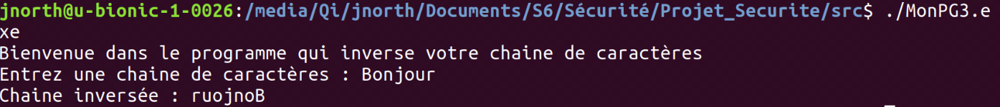 jnorth@u-bionic-1-0026:/media/Qi/jnorth/Documents/S6/Sécurité/Projet_Securite/src$ ./MonPG3.e
xe
Bienvenue dans le programme qui inverse votre chaine de caractères
Entrez une chaine de caractères : Bonjour
Chaine inversée : ruojnoB